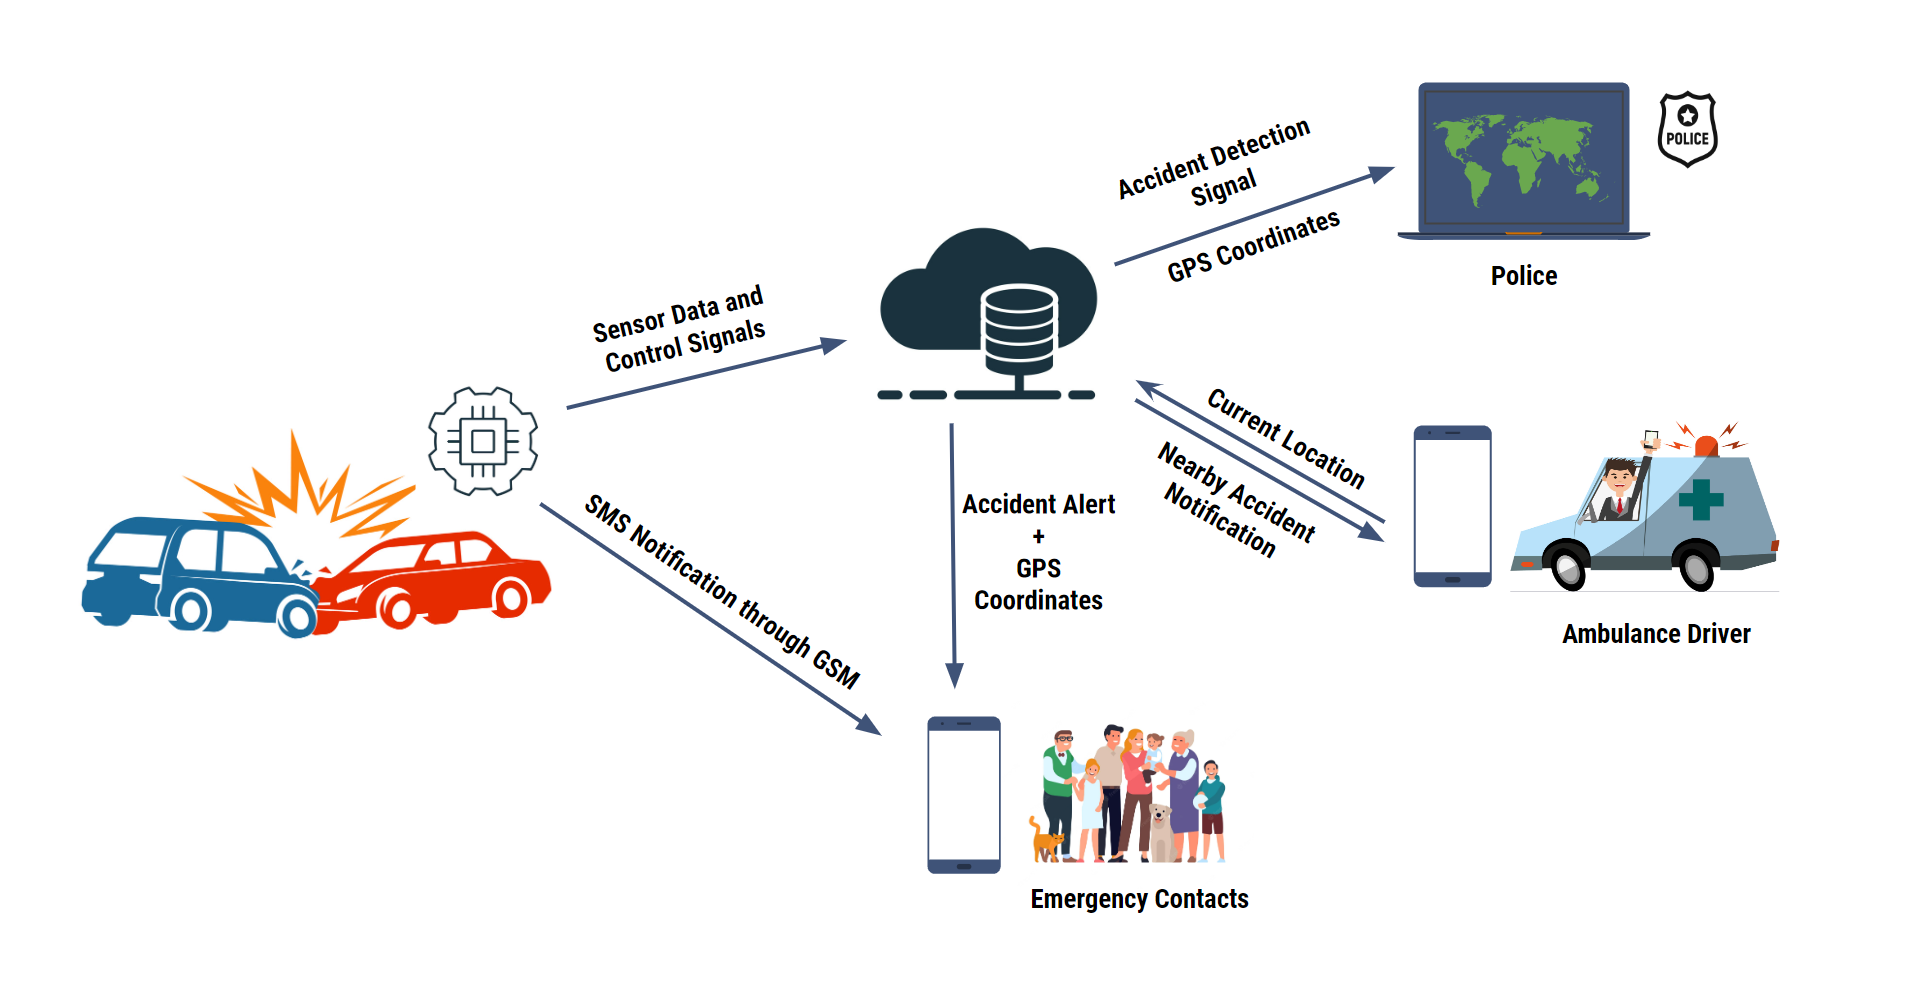 Accident Detection
Signal
GPS Coordinates
POLICE
Police
Sensor Data and
Control Signals
Current Location
Nearby Accident
Notification
Ambulance Driver
SMS Notification through GSM
Accident Alert
+
GPS
Coordinates
Emergency Contacts